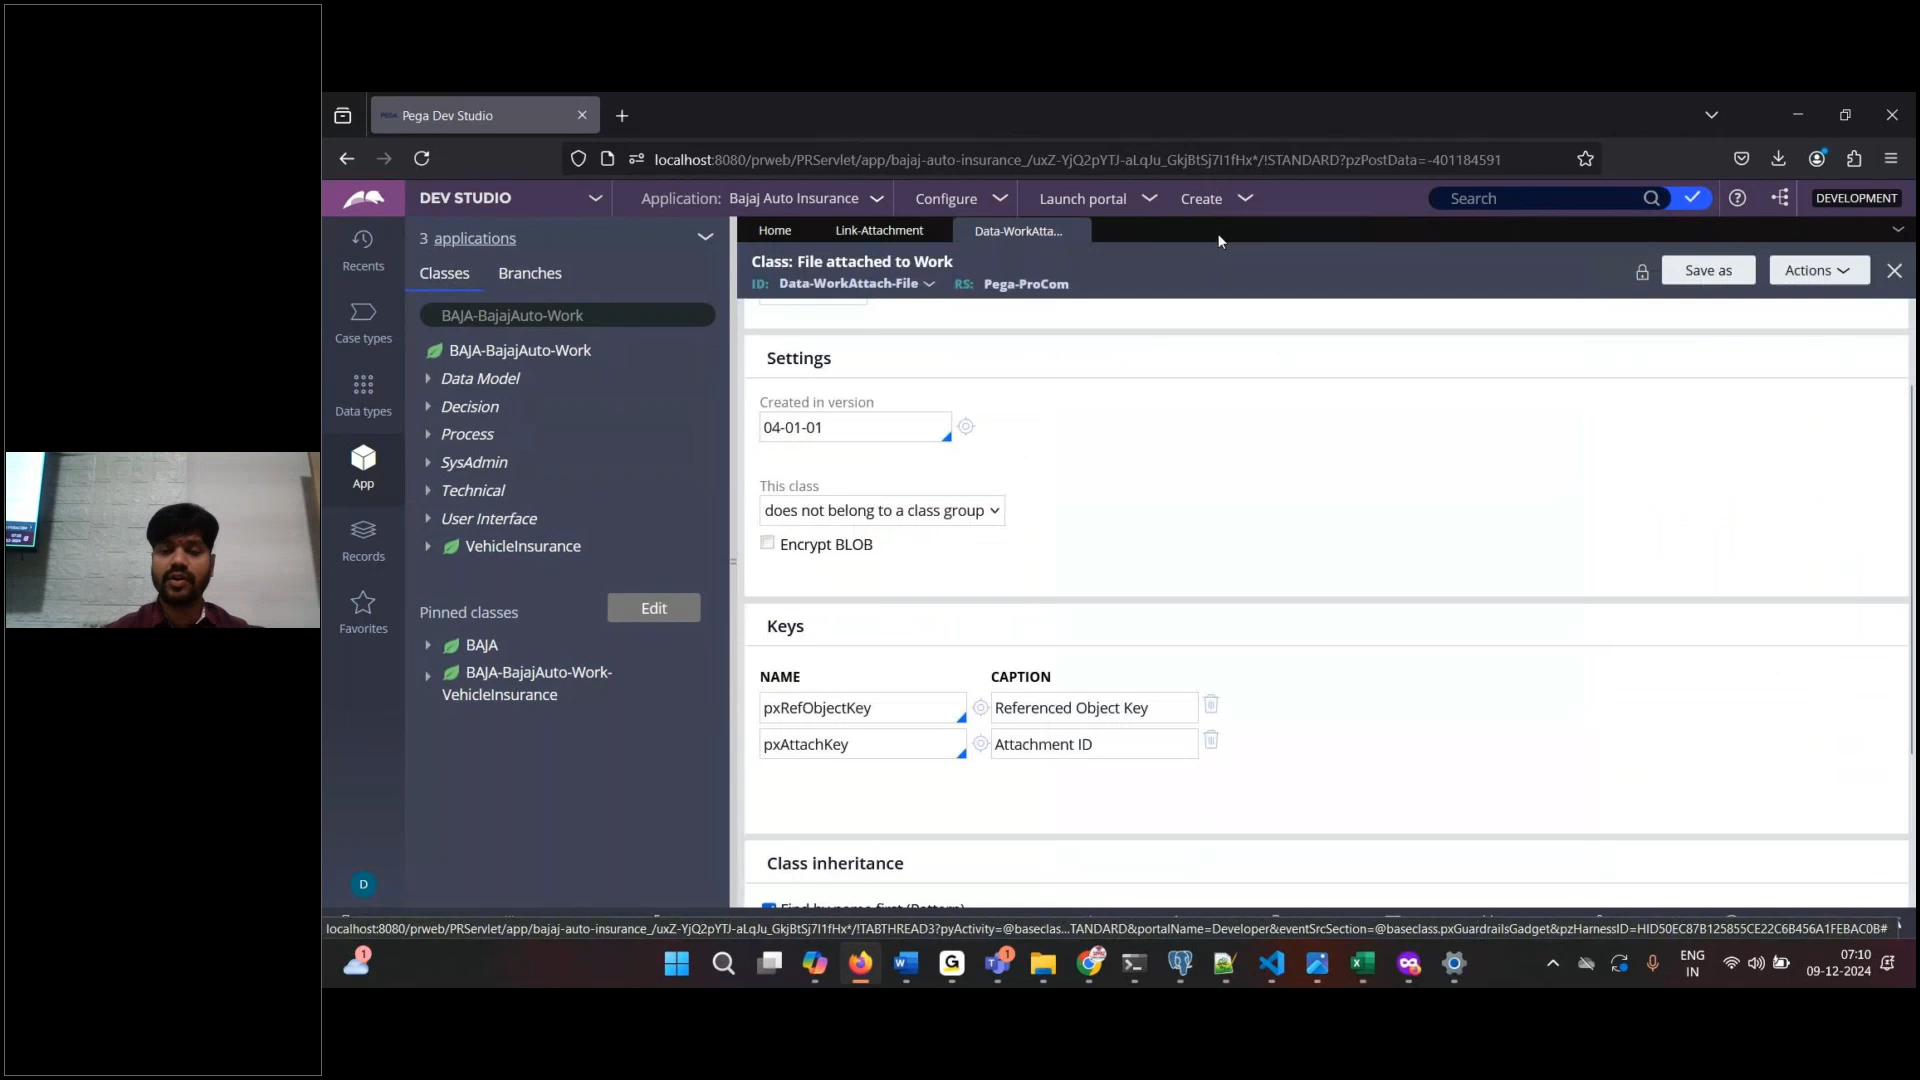 Pega Dev Studio
localhost:8080/prweb/PRServlet/app/bajaj-auto-insurance_/uxZ-YjQ2pYTJ-aLqJu_GkjBtSj7I1fHx*/!STANDARD?pzPostData=-401184591
DEV STUDIO
Application: Bajaj Auto Insurance
Configure
Launch portal
Create
Search
DEVELOPMENT
Recents
Case types
Data types
App
Records
Favorites
D
3 applications
Classes
Branches
BAJA-BajajAuto-Work
BAJA-BajajAuto-Work
Data Model
Decision
Process
SysAdmin
Technical
User Interface
VehicleInsurance
Pinned classes
Edit
BAJA
BAJA-BajajAuto-Work-
VehicleInsurance
Home
Link-Attachment
Data-WorkAtta...
Class: File attached to Work
ID: Data-WorkAttach-File
RS: Pega-ProCom
Save as
Actions
Settings
Created in version
04-01-01
This class
does not belong to a class group
Encrypt BLOB
Keys
NAME
CAPTION
pxRefObjectKey
Referenced Object Key
pxAttachKey
Attachment ID
Class inheritance
Find by name first (Pattern)
localhost:8080/prweb/PRServlet/app/bajaj-auto-insurance_/uxZ-YjQ2pYTJ-aLqJu_GkjBtSj7I1fHx*/!TABTHREAD3?pyActivity=@baseclas...TANDARD&portalName=Developer&eventSrcSection=@baseclass.pxGuardrailsGadget&pzHarnessID=HID50EC87B125855CE22C6B456A1FEBAC0B#
1
1
ENG
IN
07:10
09-12-2024